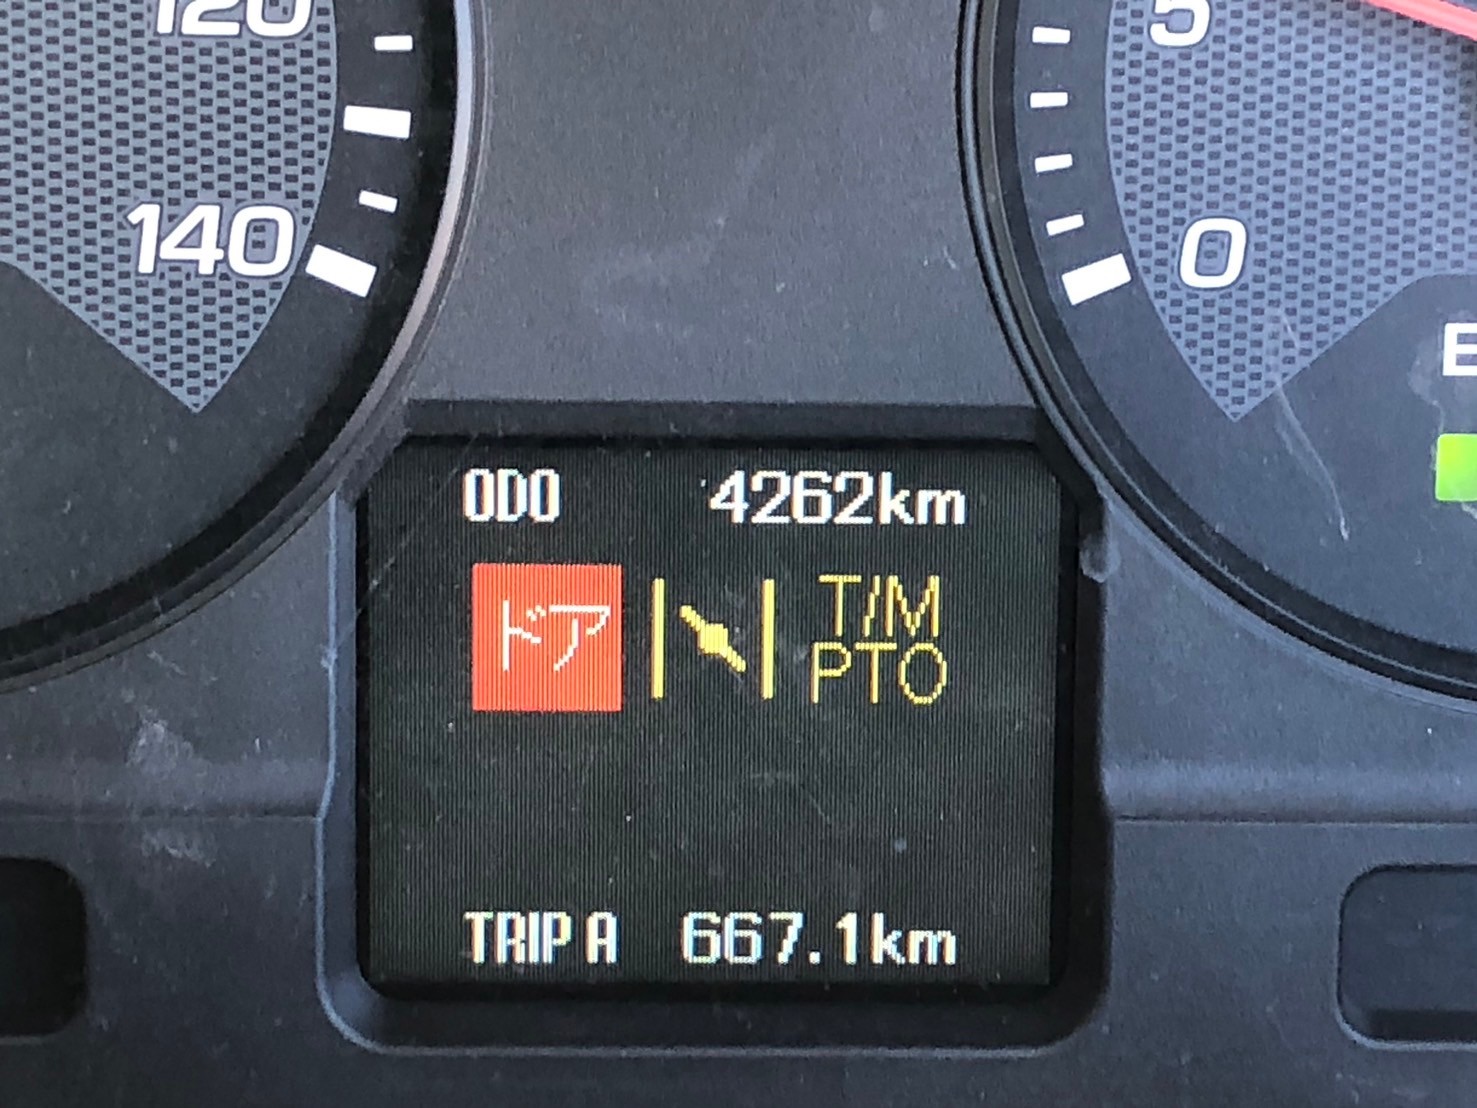 120
140
5
0
E
ODO 4262km
ドア T/M
PTO
TRIP A 667.1km